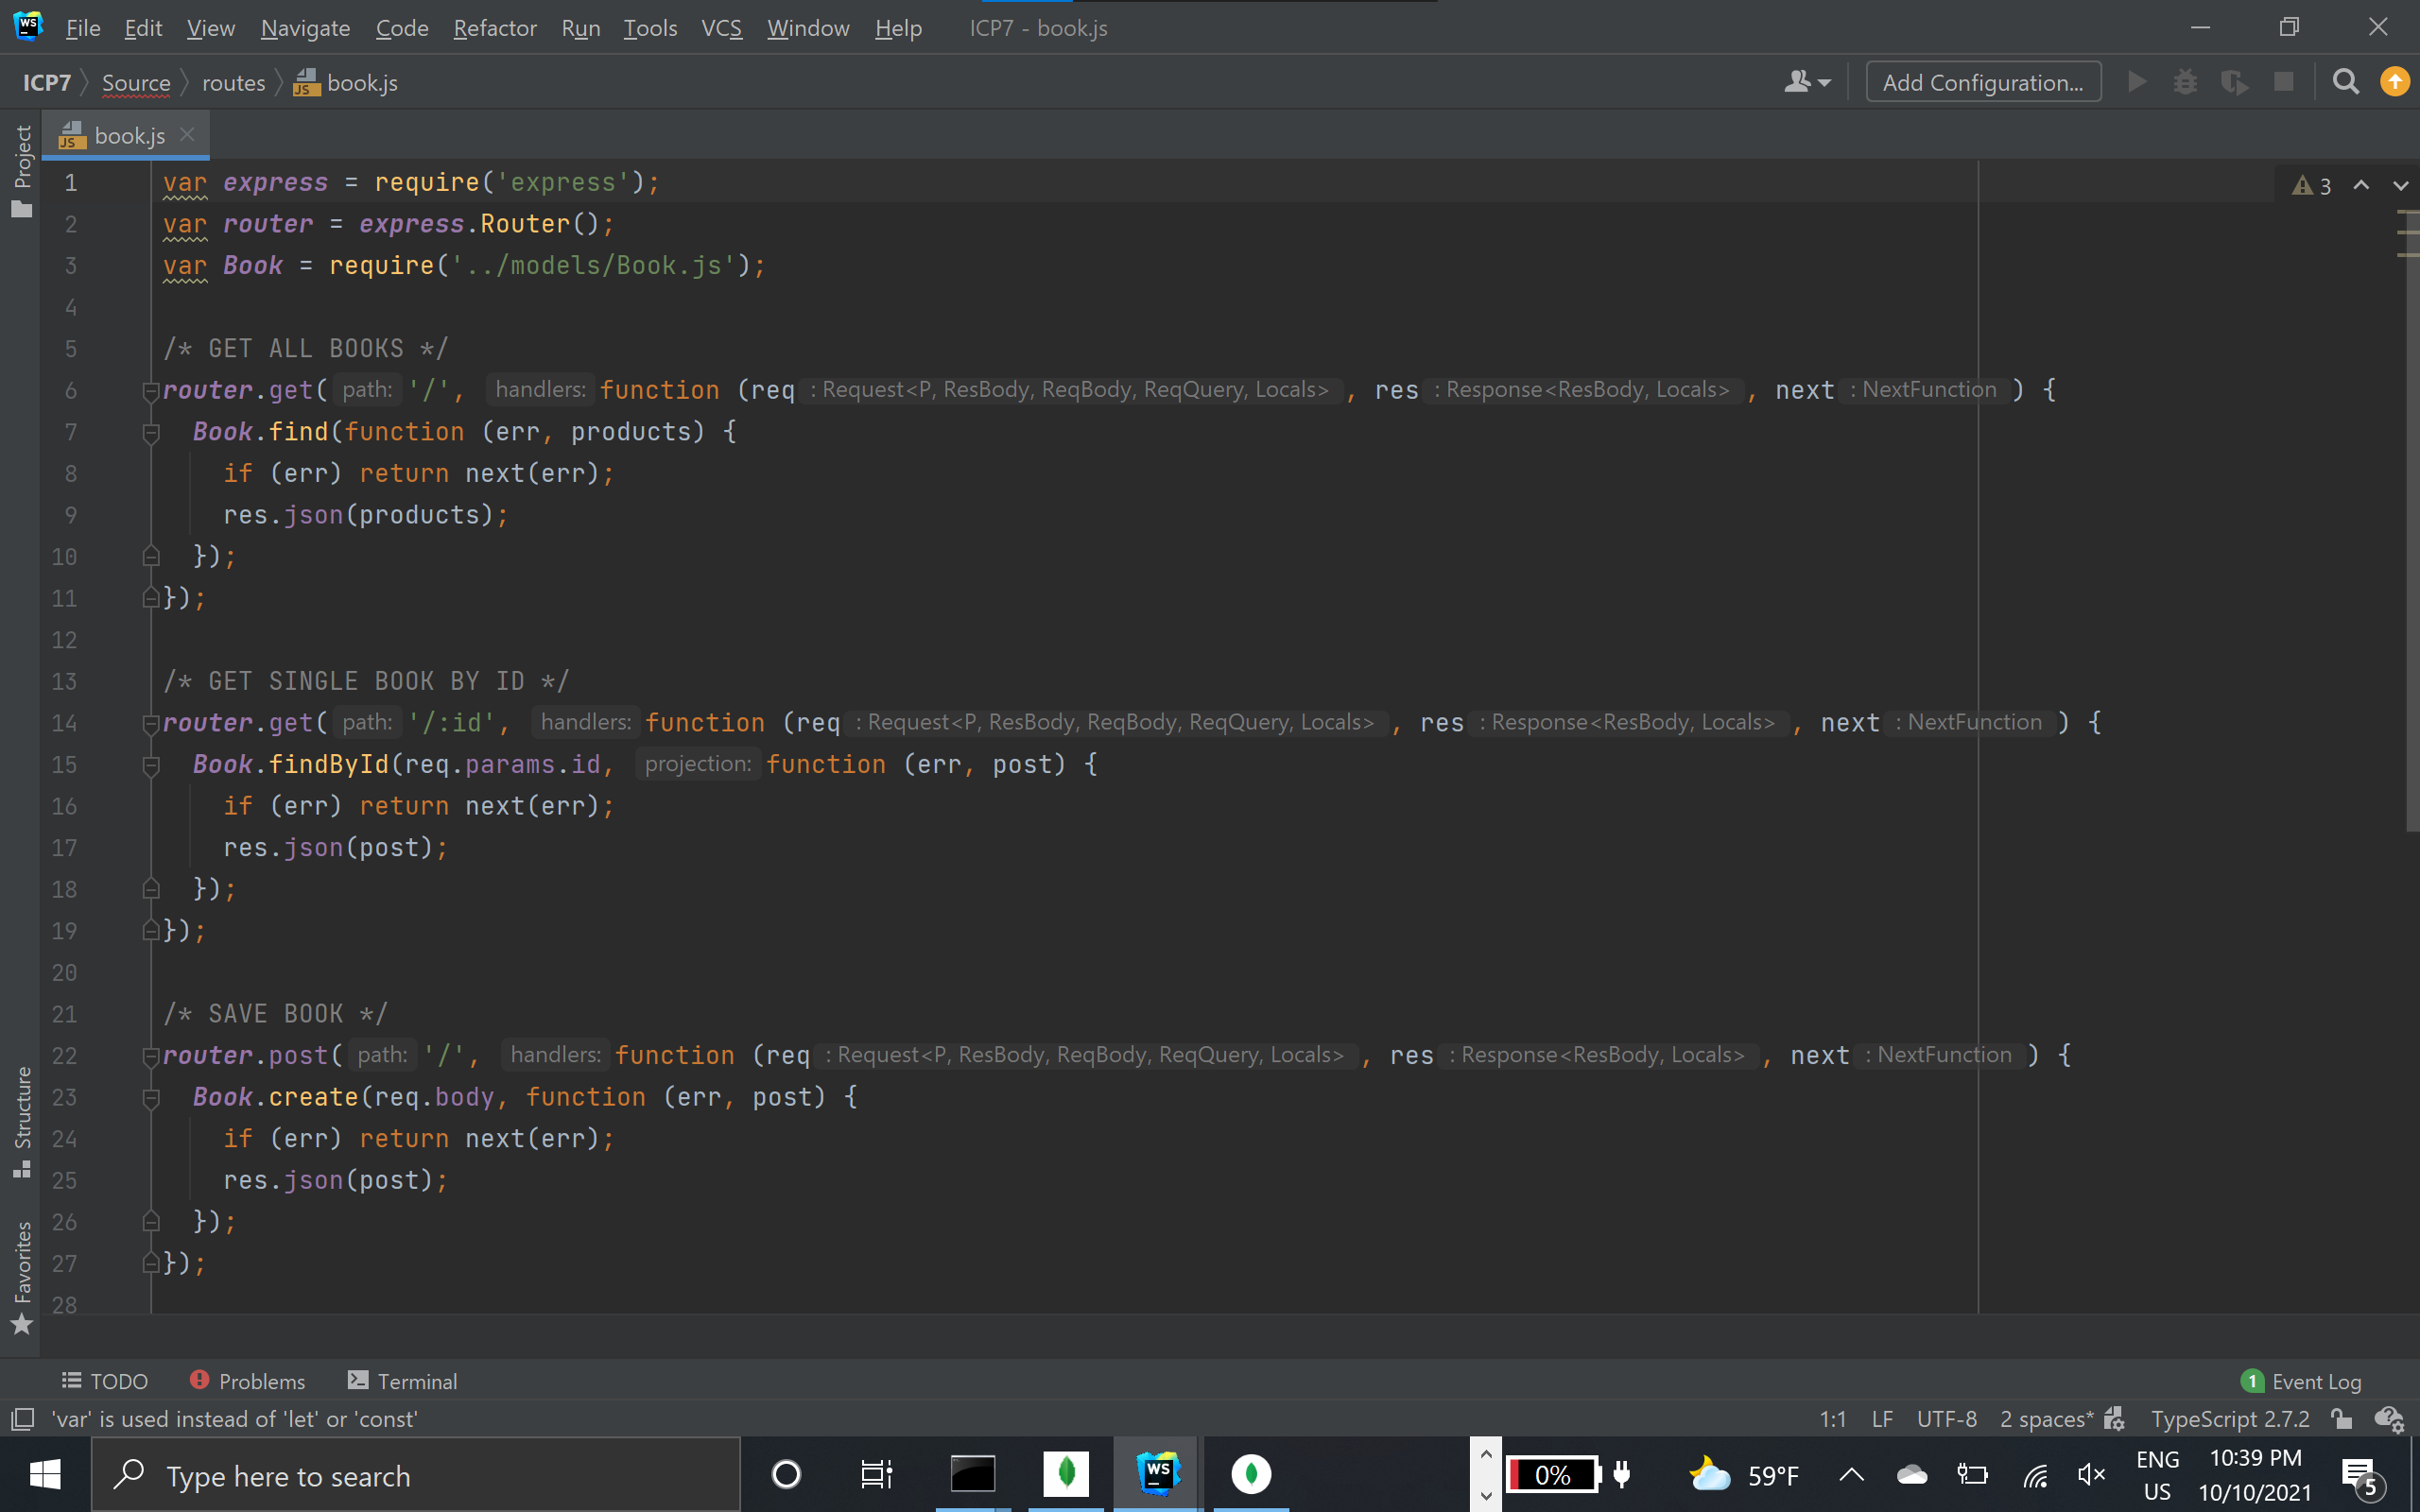 WS File Edit View Navigate Code Refactor Run Tools VCS Window Help ICP7 - book.js
ICP7 Source routes JS book.js Add Configuration...
Project
JS book.js
1 var express = require('express');
3
2 var router = express.Router();
3 var Book = require('../models/Book.js');
4
5 /* GET ALL BOOKS */
6 router.get( path: '/', handlers: function (req : Request<P, ResBody, ReqBody, ReqQuery, Locals> , res : Response<ResBody, Locals> , next : NextFunction ) {
7 Book.find(function (err, products) {
8 if (err) return next(err);
9 res.json(products);
10 });
11 });
12
13 /* GET SINGLE BOOK BY ID */
14 router.get( path: '/:id', handlers: function (req : Request<P, ResBody, ReqBody, ReqQuery, Locals> , res : Response<ResBody, Locals> , next : NextFunction ) {
15 Book.findById(req.params.id, projection: function (err, post) {
16 if (err) return next(err);
17 res.json(post);
18 });
19 });
20
21 /* SAVE BOOK */
22 router.post( path: '/', handlers: function (req : Request<P, ResBody, ReqBody, ReqQuery, Locals> , res : Response<ResBody, Locals> , next : NextFunction ) {
23 Book.create(req.body, function (err, post) {
24 if (err) return next(err);
25 res.json(post);
26 });
27 });
28
Structure
Favorites
TODO Problems Terminal 1 Event Log
'var' is used instead of 'let' or 'const' 1:1 LF UTF-8 2 spaces* TypeScript 2.7.2
Type here to search WS 0% 59°F ENG US 10:39 PM 10/10/2021 5